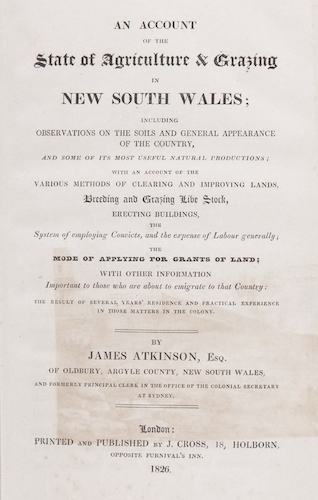 AN ACCOUNT
OF THE
State of Agriculture & Grazing
IN
NEW SOUTH WALES;
INCLUDING
OBSERVATIONS ON THE SOILS AND GENERAL APPEARANCE
OF THE COUNTRY,
AND SOME OF ITS MOST USEFUL NATURAL PRODUCTIONS;
WITH AN ACCOUNT OF THE
VARIOUS METHODS OF CLEARING AND IMPROVING LANDS,
Breeding and Grazing Live Stock,
ERECTING BUILDINGS,
THE
System of employing Convicts, and the expense of Labour generally;
THE
MODE OF APPLYING FOR GRANTS OF LAND;
WITH OTHER INFORMATION
Important to those who are about to emigrate to that Country:
THE RESULT OF SEVERAL YEARS' RESIDENCE AND PRACTICAL EXPERIENCE
IN THOSE MATTERS IN THE COLONY.
BY
JAMES ATKINSON, Esq.
OF OLDBURY, ARGYLE COUNTY, NEW SOUTH WALES,
AND FORMERLY PRINCIPAL CLERK IN THE OFFICE OF THE COLONIAL SECRETARY
AT SYDNEY.
London:
PRINTED AND PUBLISHED BY J. CROSS, 18, HOLBORN,
OPPOSITE FURNIVAL'S INN.
1826.